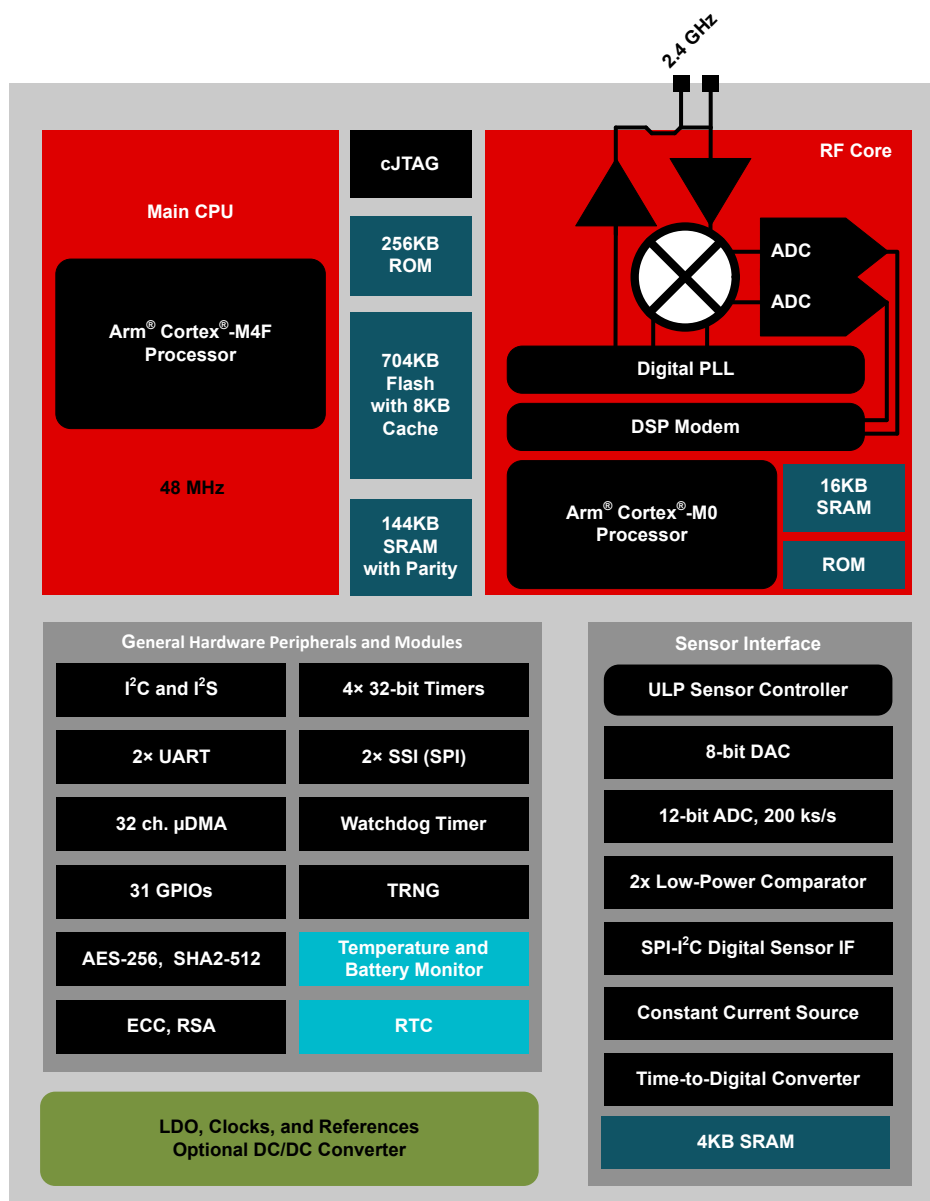 2.4 GHz
Main CPU
Arm® Cortex®-M4F
Processor
48 MHz
cJTAG
256KB
ROM
704KB
Flash
with 8KB
Cache
144KB
SRAM
with Parity
RF Core
ADC
ADC
Digital PLL
DSP Modem
Arm® Cortex®-M0
Processor
16KB
SRAM
ROM
General Hardware Peripherals and Modules
I²C and I²S
4× 32-bit Timers
2× UART
2× SSI (SPI)
32 ch. µDMA
Watchdog Timer
31 GPIOs
TRNG
AES-256, SHA2-512
Temperature and
Battery Monitor
ECC, RSA
RTC
LDO, Clocks, and References
Optional DC/DC Converter
Sensor Interface
ULP Sensor Controller
8-bit DAC
12-bit ADC, 200 ks/s
2x Low-Power Comparator
SPI-I²C Digital Sensor IF
Constant Current Source
Time-to-Digital Converter
4KB SRAM